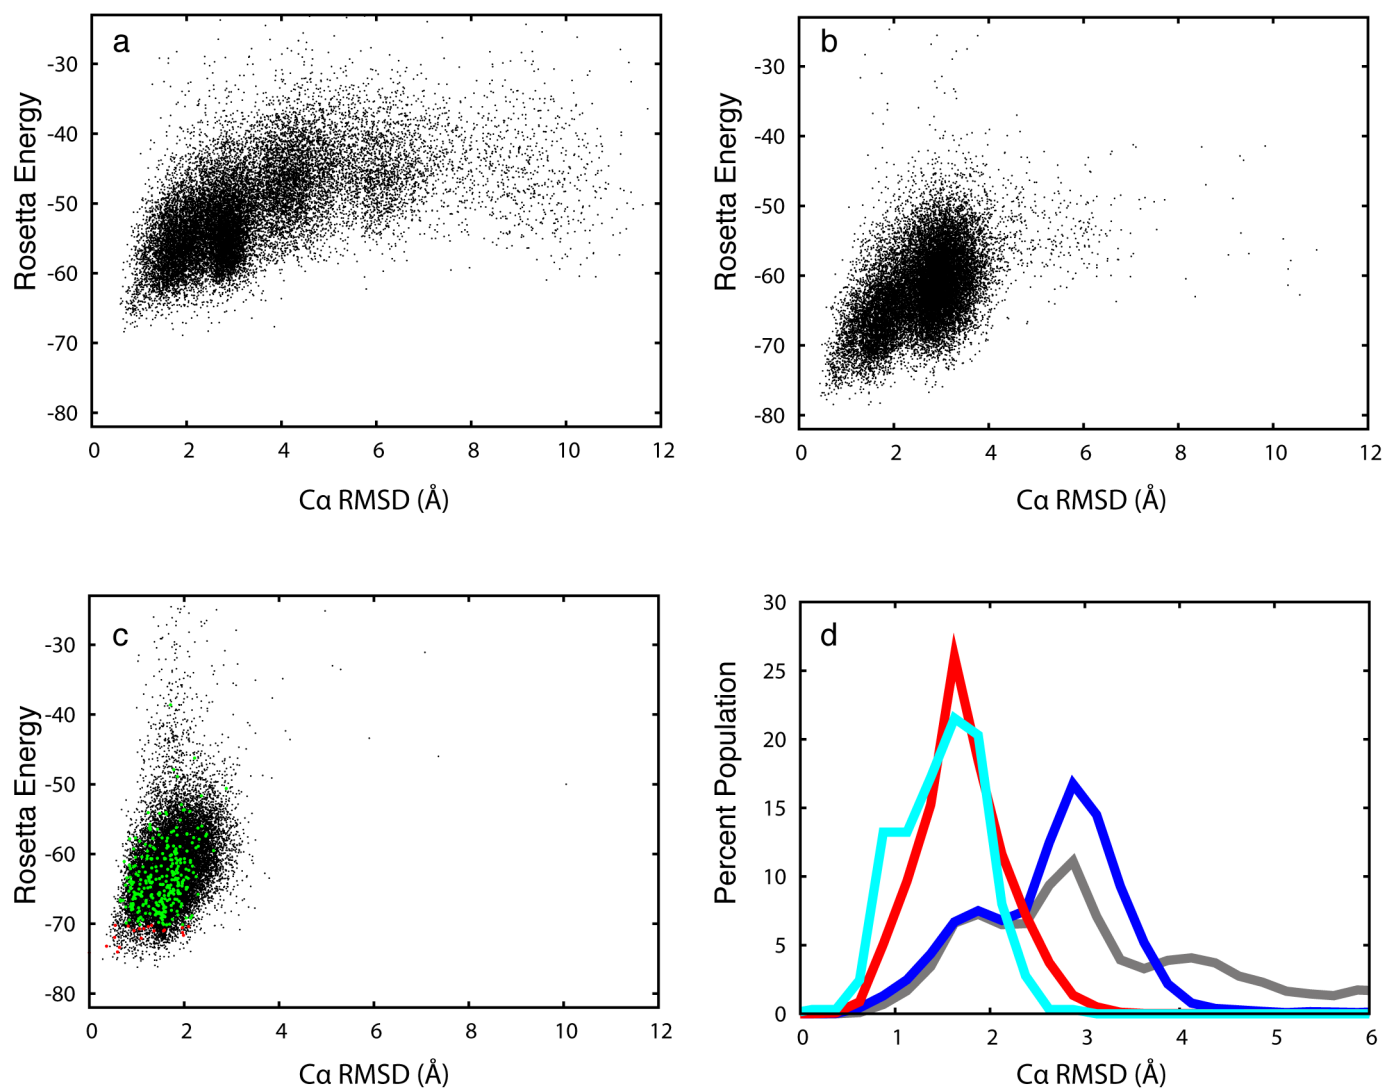 a
Rosetta Energy
-30
-40
-50
-60
-70
-80
0 2 4 6 8 10 12
Cα RMSD (Å)
b
Rosetta Energy
-30
-40
-50
-60
-70
-80
0 2 4 6 8 10 12
Cα RMSD (Å)
c
Rosetta Energy
-30
-40
-50
-60
-70
-80
0 2 4 6 8 10 12
Cα RMSD (Å)
d
Percent Population
30
25
20
15
10
5
0
0 1 2 3 4 5 6
Cα RMSD (Å)